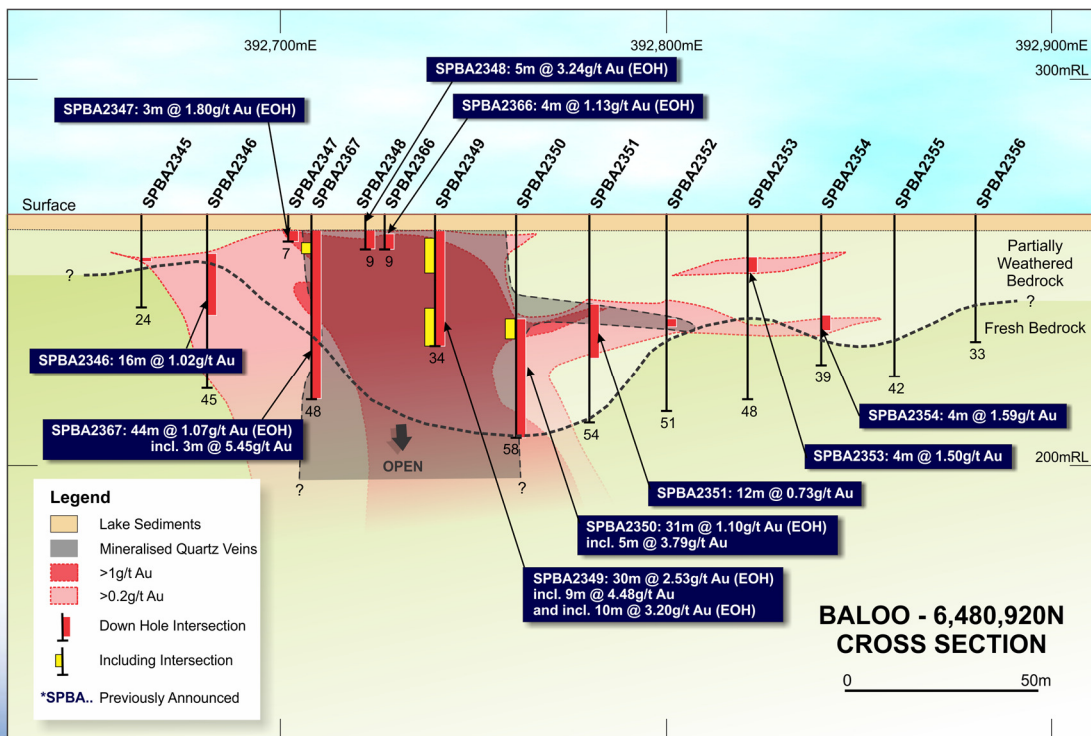 392,700mE
392,800mE
392,900mE
300mRL
SPBA2348: 5m @ 3.24g/t Au (EOH)
SPBA2347: 3m @ 1.80g/t Au (EOH)
SPBA2366: 4m @ 1.13g/t Au (EOH)
SPBA2345
SPBA2346
SPBA2347
SPBA2367
SPBA2348
SPBA2366
SPBA2349
SPBA2350
SPBA2351
SPBA2352
SPBA2353
SPBA2354
SPBA2355
SPBA2356
Surface
Partially
Weathered
Bedrock
?
?
Fresh Bedrock
7
9
9
24
34
33
39
42
45
48
51
48
54
58
SPBA2346: 16m @ 1.02g/t Au
SPBA2367: 44m @ 1.07g/t Au (EOH)
incl. 3m @ 5.45g/t Au
SPBA2354: 4m @ 1.59g/t Au
SPBA2353: 4m @ 1.50g/t Au
200mRL
OPEN
?
?
SPBA2351: 12m @ 0.73g/t Au
SPBA2350: 31m @ 1.10g/t Au (EOH)
incl. 5m @ 3.79g/t Au
SPBA2349: 30m @ 2.53g/t Au (EOH)
incl. 9m @ 4.48g/t Au
and incl. 10m @ 3.20g/t Au (EOH)
Legend
Lake Sediments
Mineralised Quartz Veins
>1g/t Au
>0.2g/t Au
Down Hole Intersection
Including Intersection
*SPBA.. Previously Announced
BALOO - 6,480,920N
CROSS SECTION
0 50m